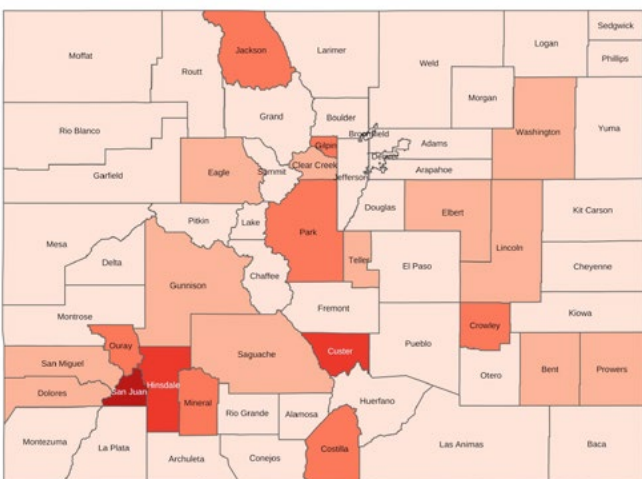 Moffat
Routt
Jackson
Larimer
Weld
Logan
Sedgwick
Phillips
Morgan
Grand
Boulder
Rio Blanco
Broomfield
Gilpin
Adams
Washington
Yuma
Clear Creek
Denver
Garfield
Eagle
Summit
Jefferson
Arapahoe
Pitkin
Lake
Park
Douglas
Elbert
Lincoln
Kit Carson
Mesa
Delta
Chaffee
Teller
El Paso
Cheyenne
Gunnison
Montrose
Fremont
Crowley
Kiowa
Ouray
Custer
Pueblo
San Miguel
Saguache
Otero
Bent
Prowers
Dolores
San Juan
Hinsdale
Mineral
Rio Grande
Alamosa
Huerfano
Montezuma
La Plata
Archuleta
Conejos
Costilla
Las Animas
Baca